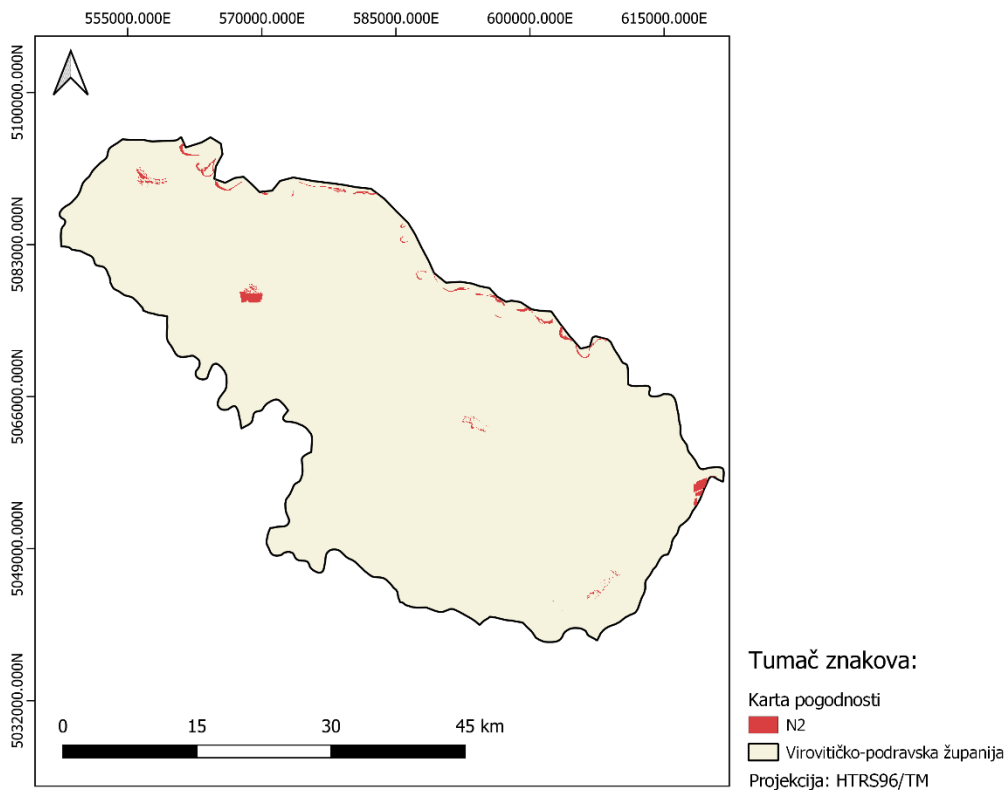 555000.000E 570000.000E 585000.000E 600000.000E 615000.000E
5100000.000N
5083000.000N
5066000.000N
5049000.000N
5032000.000N
0 15 30 45 km
Tumač znakova:
Karta pogodnosti
N2
Virovitičko-podravska županija
Projekcija: HTRS96/TM